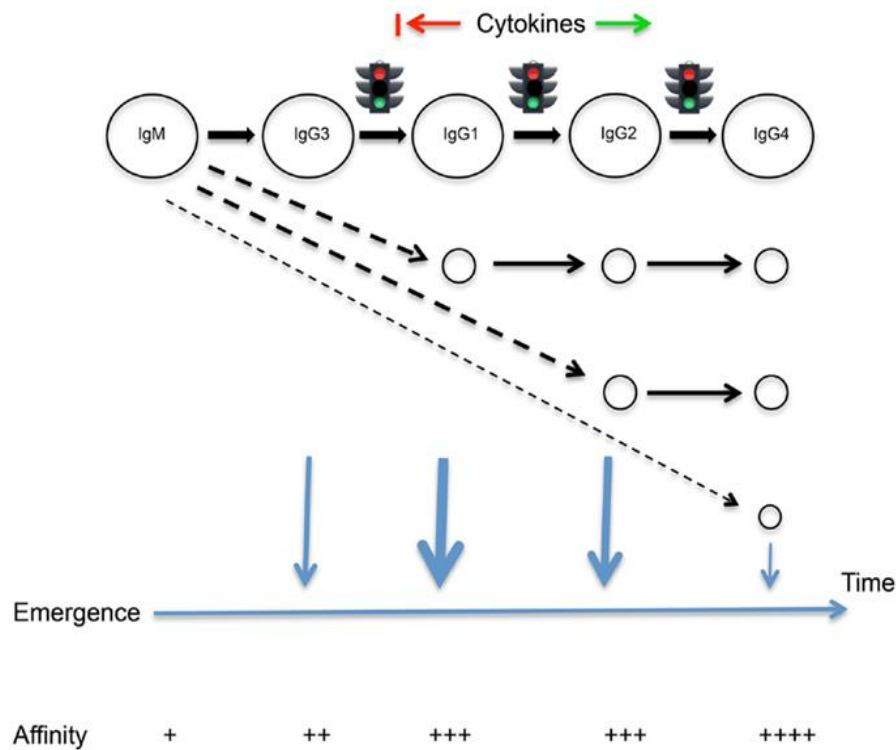 Cytokines
IgM IgG3 IgG1 IgG2 IgG4
Time
Emergence
Affinity + ++ +++ +++ ++++